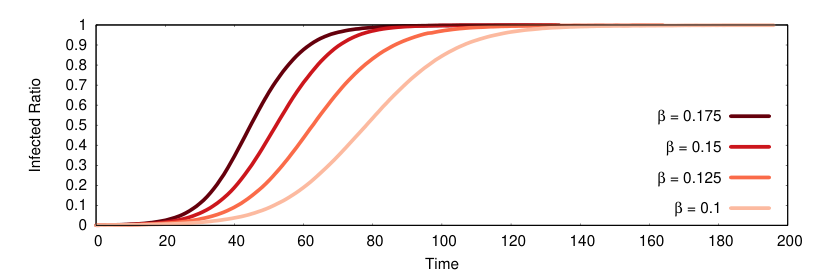 1
0.9
0.8
0.7
0.6
0.5
0.4
0.3
0.2
0.1
0
Infected Ratio
β = 0.175
β = 0.15
β = 0.125
β = 0.1
0 20 40 60 80 100 120 140 160 180 200
Time